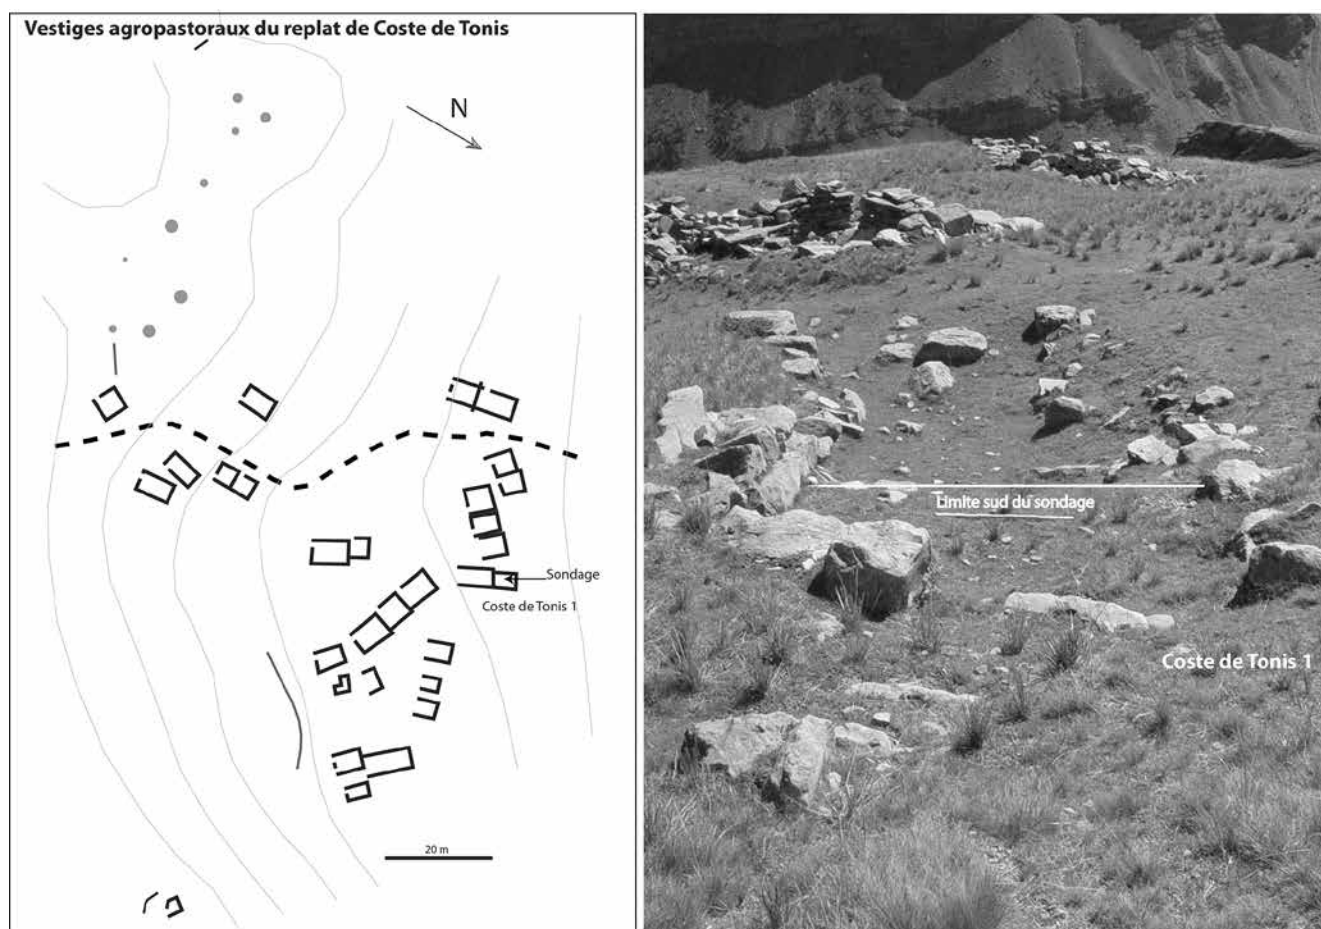 Vestiges agropastoraux du replat de Coste de Tonis
N
Sondage
Coste de Tonis 1
20 m
Limite sud du sondage
Coste de Tonis 1